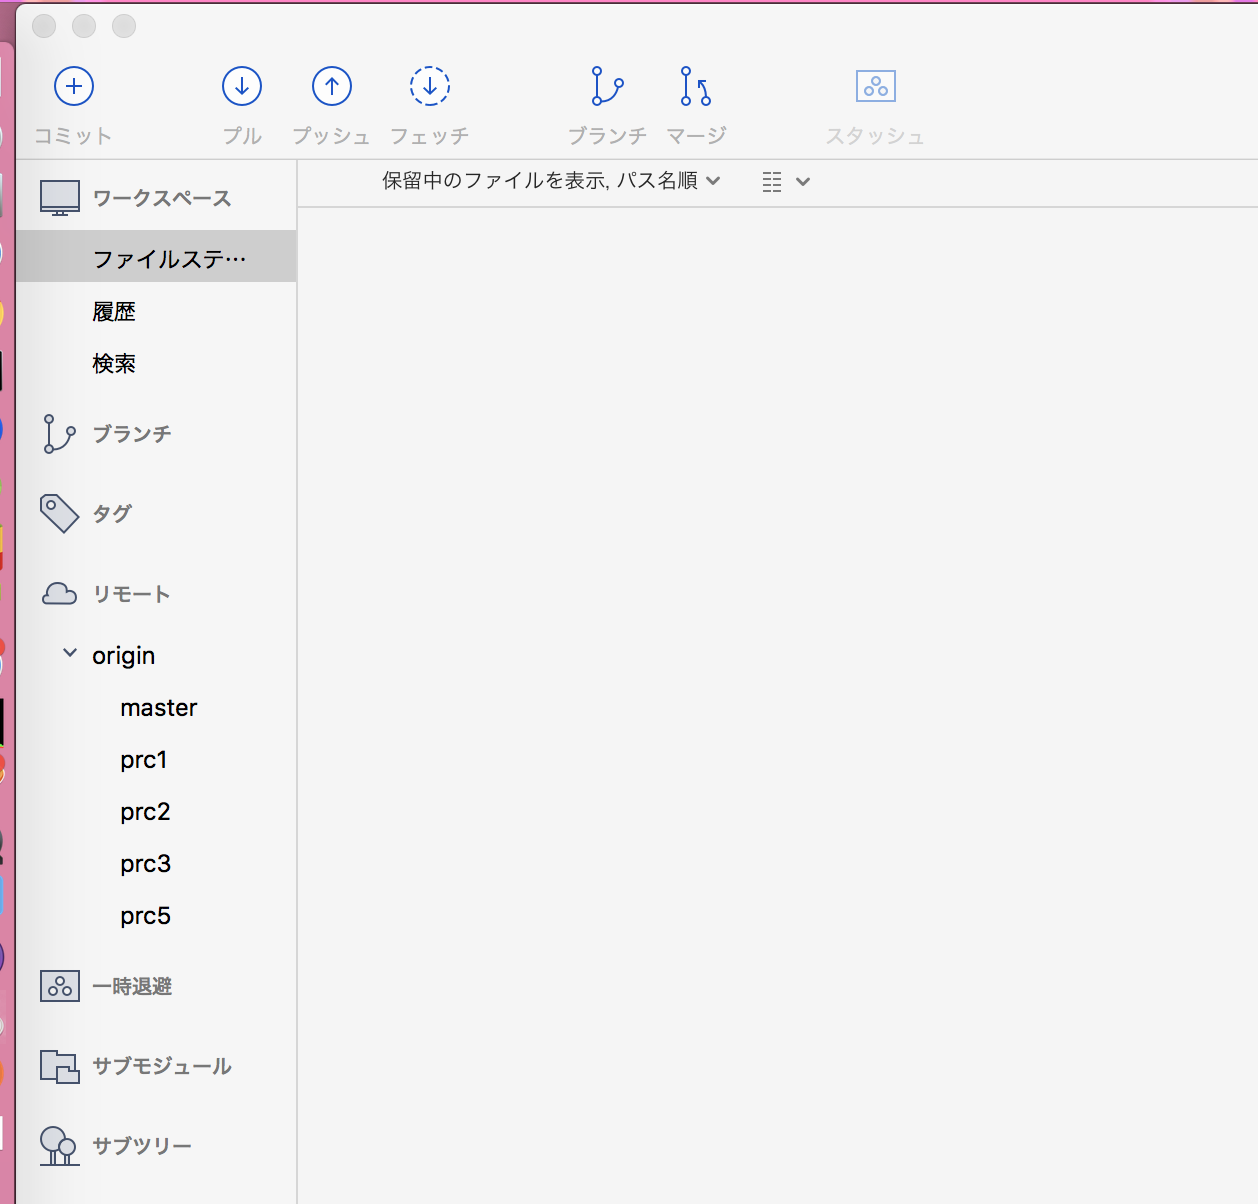 コミット
プル
プッシュ
フェッチ
ブランチ
マージ
スタッシュ
ワークスペース
ファイルステ…
履歴
検索
ブランチ
タグ
リモート
origin
master
prc1
prc2
prc3
prc5
一時退避
サブモジュール
サブツリー
保留中のファイルを表示, パス名順